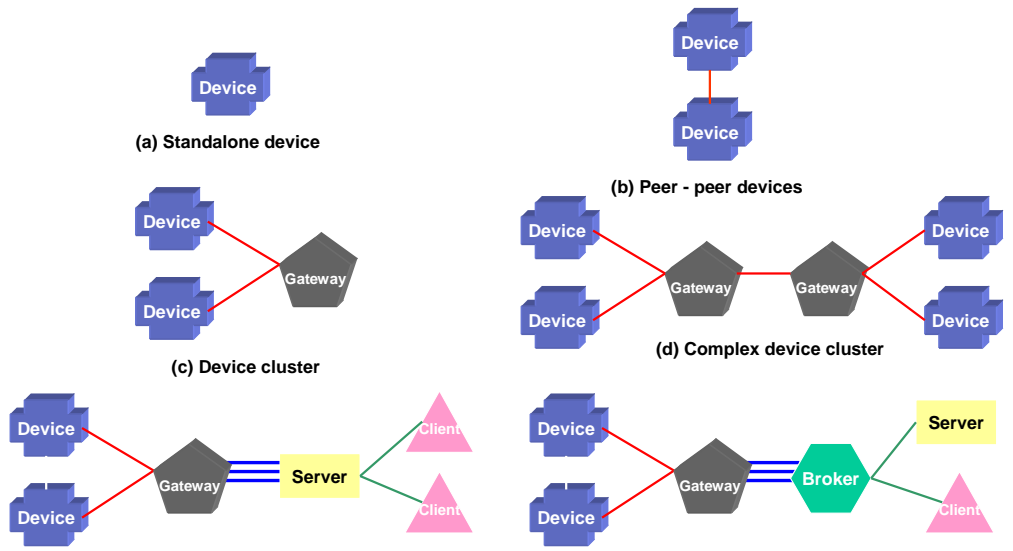 Device
Device
Device
(a) Standalone device
Device
(b) Peer - peer devices
Device
Device
Gateway
(c) Device cluster
Device
Device
Device
Device
Gateway
Gateway
(d) Complex device cluster
Device
Device
Gateway
Server
Client
Client
Device
Device
Gateway
Broker
Server
Client